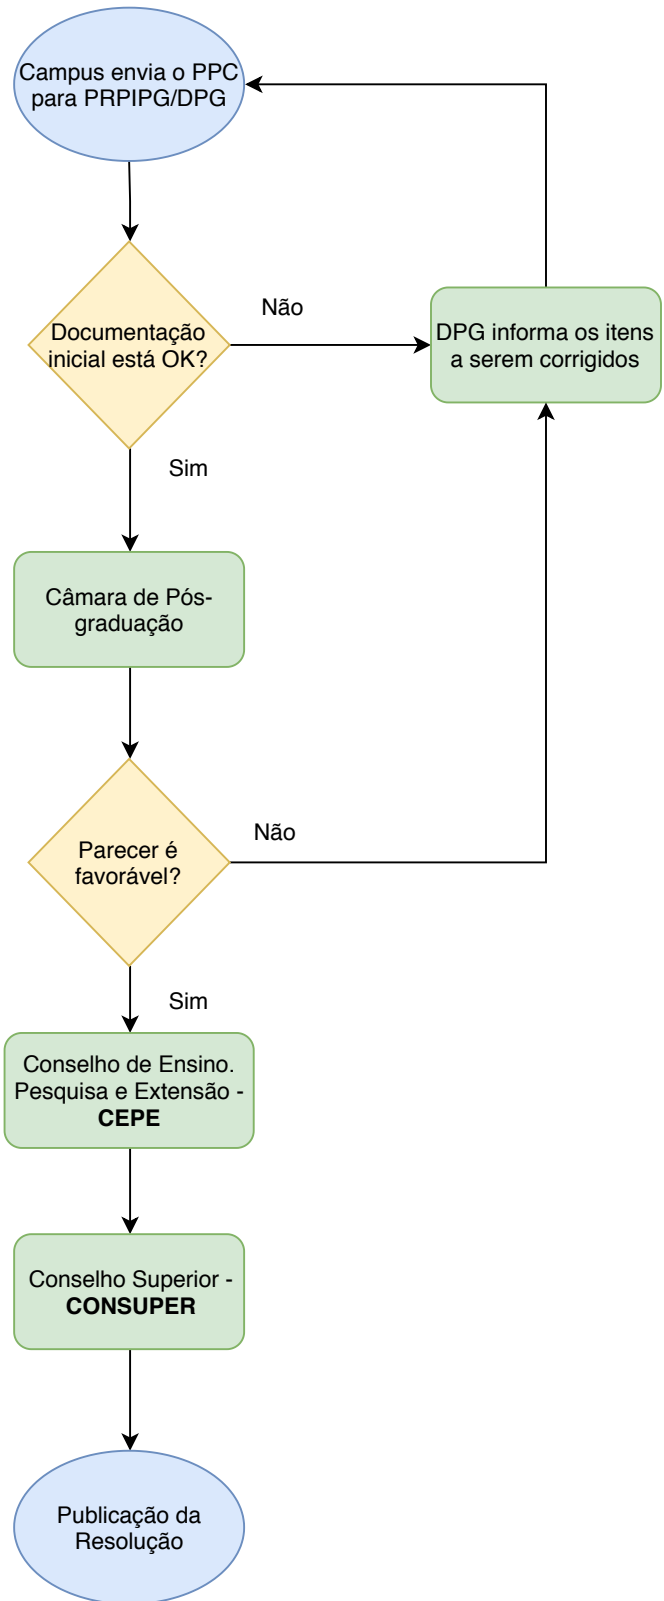 Campus envia o PPC
para PRPIPG/DPG
Documentação
inicial está OK?
Não
DPG informa os itens
a serem corrigidos
Sim
Câmara de Pós-
graduação
Parecer é
favorável?
Não
Sim
Conselho de Ensino.
Pesquisa e Extensão -
CEPE
Conselho Superior -
CONSUPER
Publicação da
Resolução